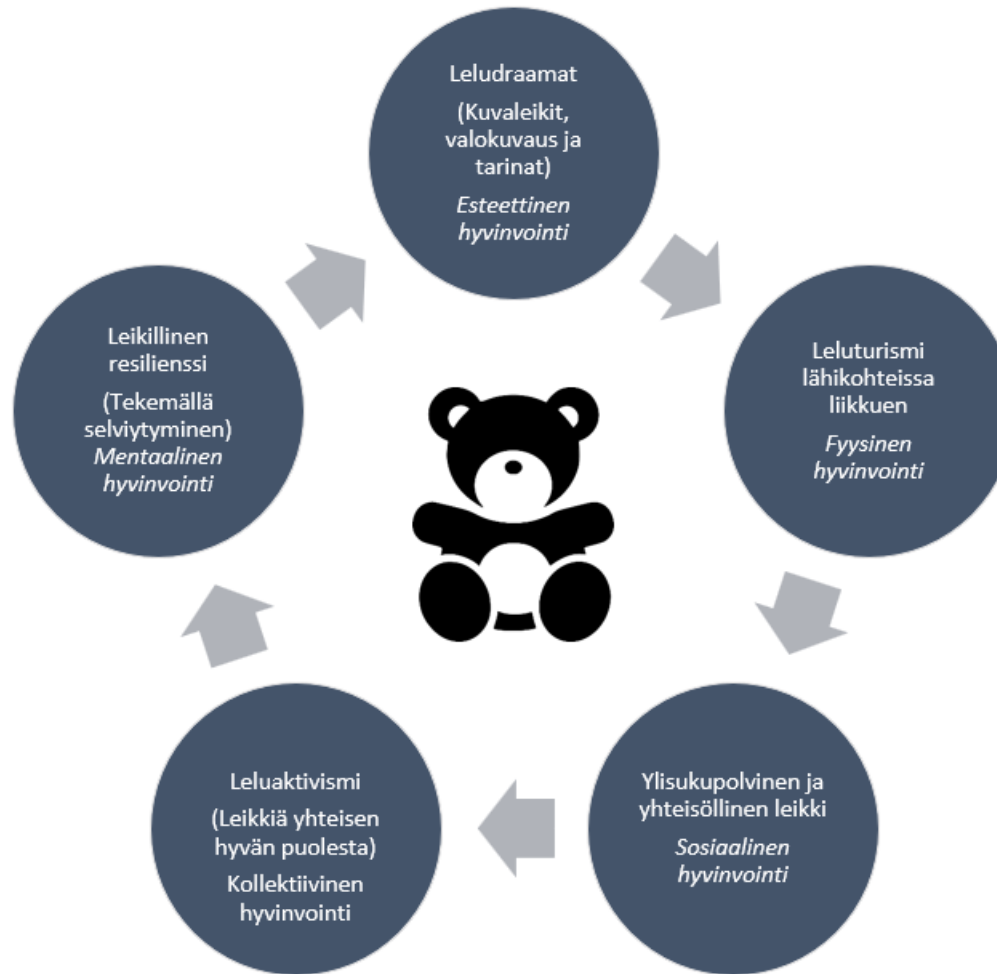 Leludraamat
(Kuvaleikit,
valokuvaus ja
tarinat)
Esteettinen
hyvinvointi
Leluturismi
lähikohteissa
liikkuen
Fyysinen
hyvinvointi
Ylisukupolvinen ja
yhteisöllinen leikki
Sosiaalinen
hyvinvointi
Leluaktivismi
(Leikkiä yhteisen
hyvän puolesta)
Kollektiivinen
hyvinvointi
Leikillinen
resilienssi
(Tekemällä
selviytyminen)
Mentaalinen
hyvinvointi